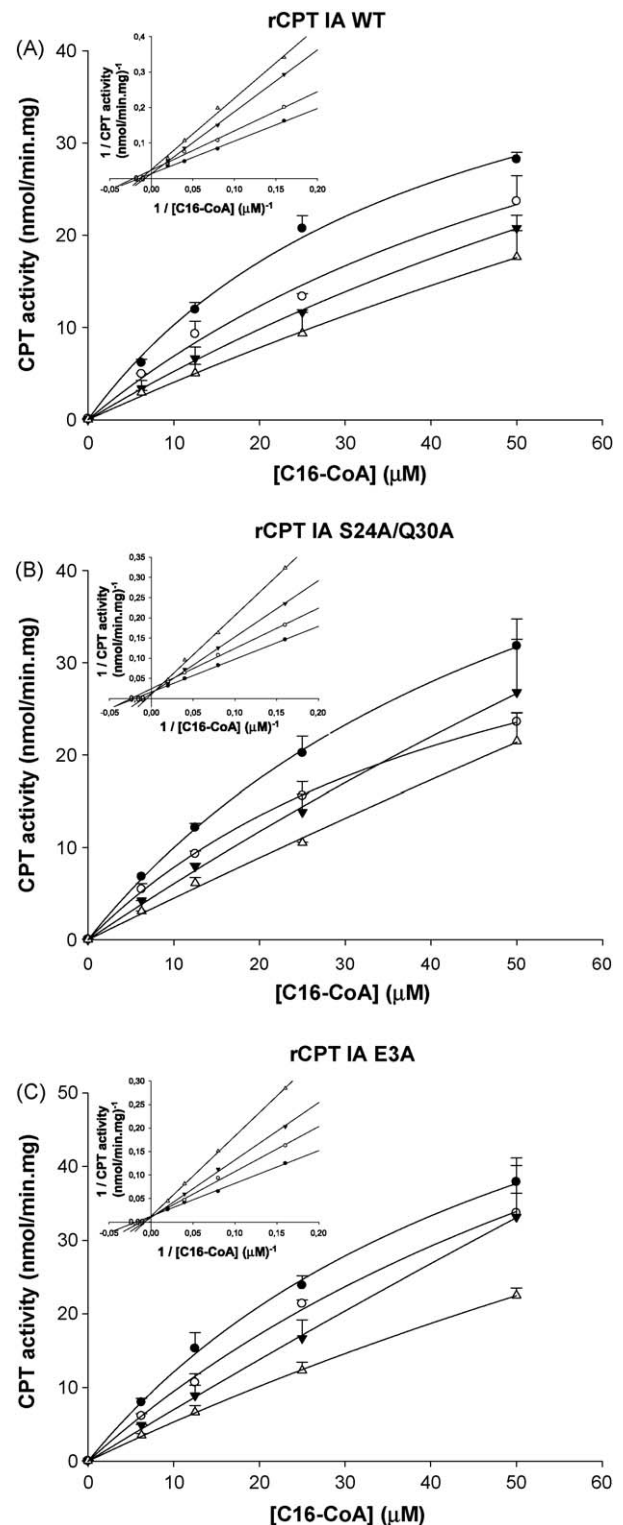 rCPT IA WT
(A)
40
30
20
10
0
CPT activity (nmol/min.mg)
0 10 20 30 40 50 60
[C16-CoA] (μM)
0,4
0,3
0,2
0,1
1 / CPT activity
(nmol/min.mg)-1
-0,05 0,00 0,05 0,10 0,15 0,20
1 / [C16-CoA] (μM)-1
rCPT IA S24A/Q30A
(B)
40
30
20
10
0
CPT activity (nmol/min.mg)
0 10 20 30 40 50 60
[C16-CoA] (μM)
0,35
0,30
0,25
0,20
0,15
0,10
0,05
0,00
1 / CPT activity
(nmol/min.mg)-1
-0,05 0,00 0,05 0,10 0,15 0,20
1 / [C16-CoA] (μM)-1
rCPT IA E3A
(C)
50
40
30
20
10
0
CPT activity (nmol/min.mg)
0 10 20 30 40 50 60
[C16-CoA] (μM)
0,30
0,25
0,20
0,15
0,10
0,05
0,00
1 / CPT activity
(nmol/min.mg)-1
-0,05 0,00 0,05 0,10 0,15 0,20
1 / [C16-CoA] (μM)-1